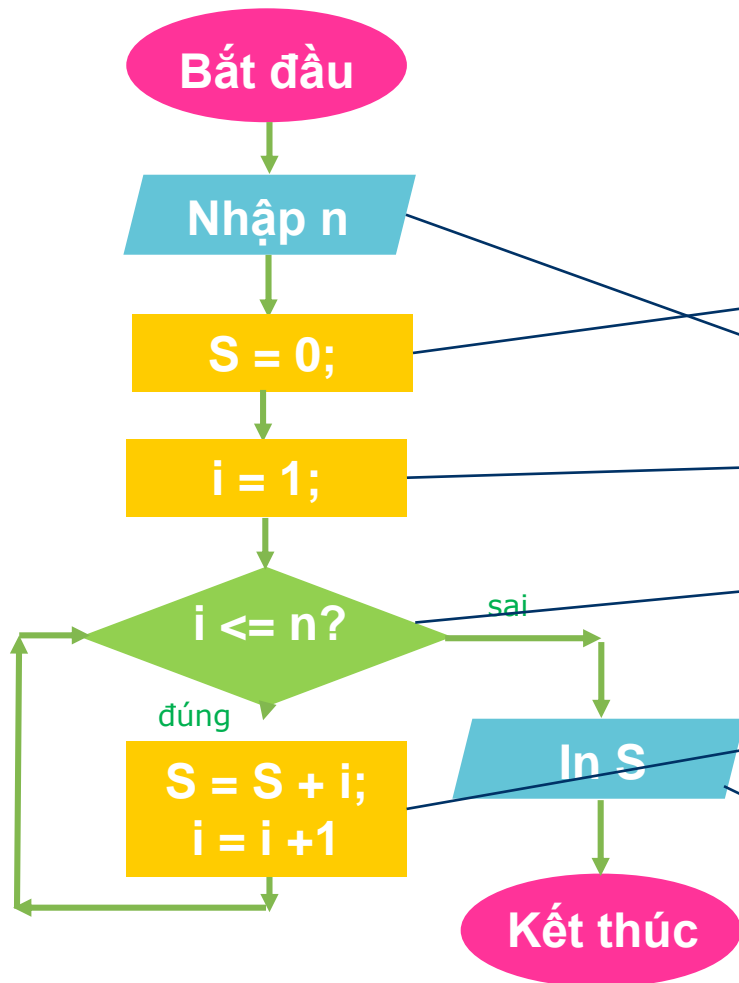 Bắt đầu
Nhập n
S = 0;
i = 1;
i <= n?
sai
đúng
S = S + i;
i = i +1
In S
Kết thúc